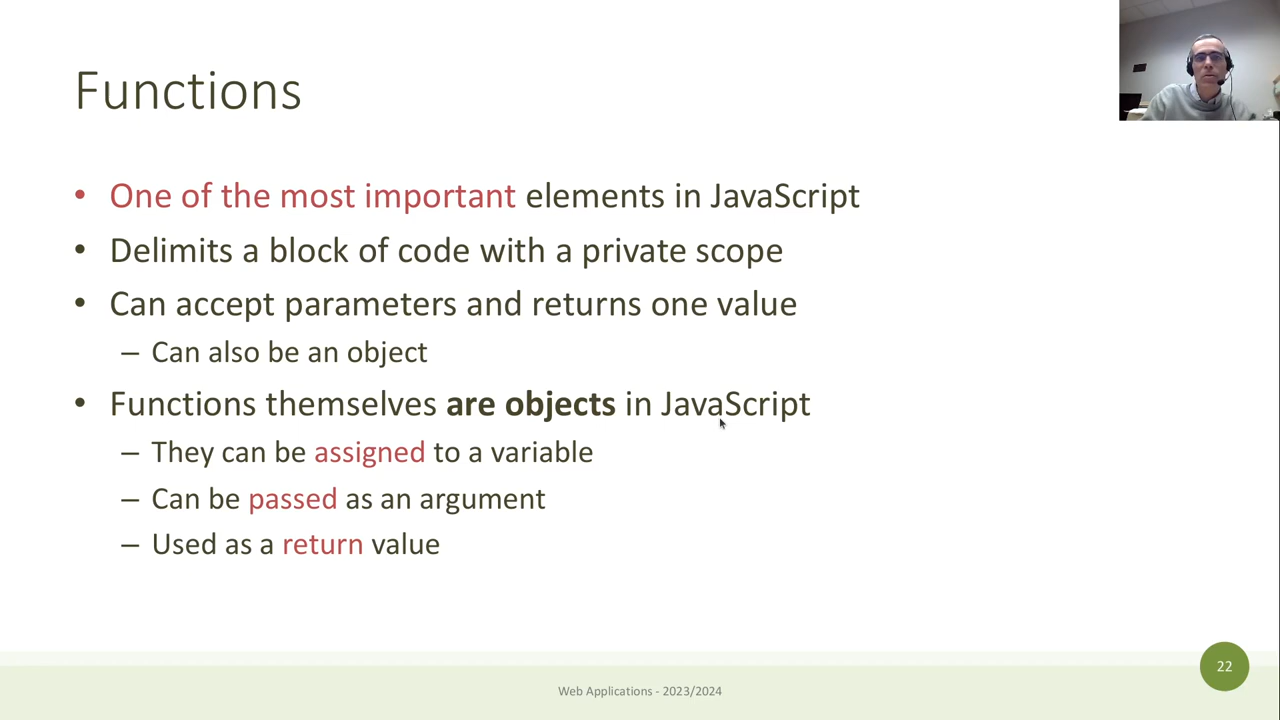 Functions
• One of the most important elements in JavaScript
• Delimits a block of code with a private scope
• Can accept parameters and returns one value
– Can also be an object
• Functions themselves are objects in JavaScript
– They can be assigned to a variable
– Can be passed as an argument
– Used as a return value
22
Web Applications - 2023/2024